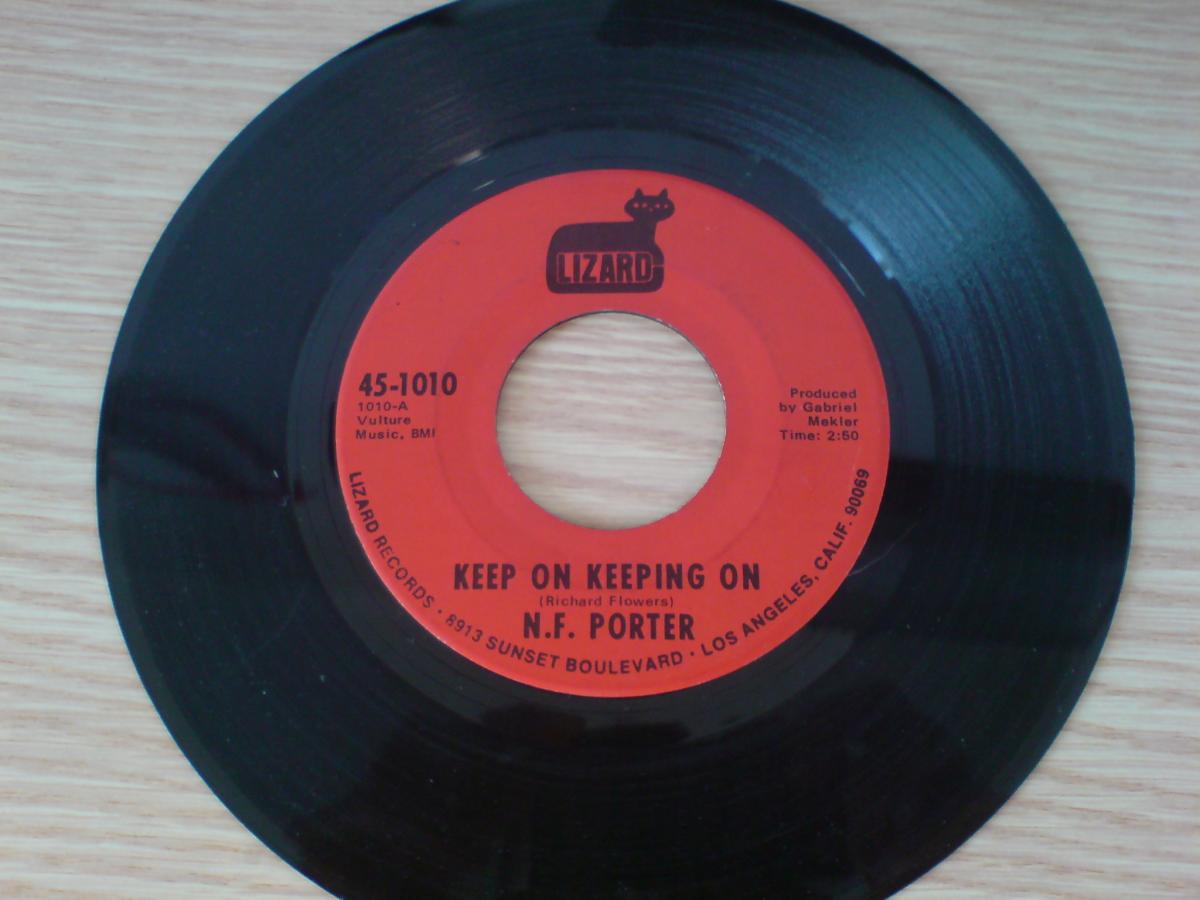 LIZARD
45-1010
1010-A
Vulture
Music, BMI
Produced
by Gabriel
Mekler
Time: 2:50
KEEP ON KEEPING ON
(Richard Flowers)
N.F. PORTER
LIZARD RECORDS · 8913 SUNSET BOULEVARD · LOS ANGELES, CALIF. 90069